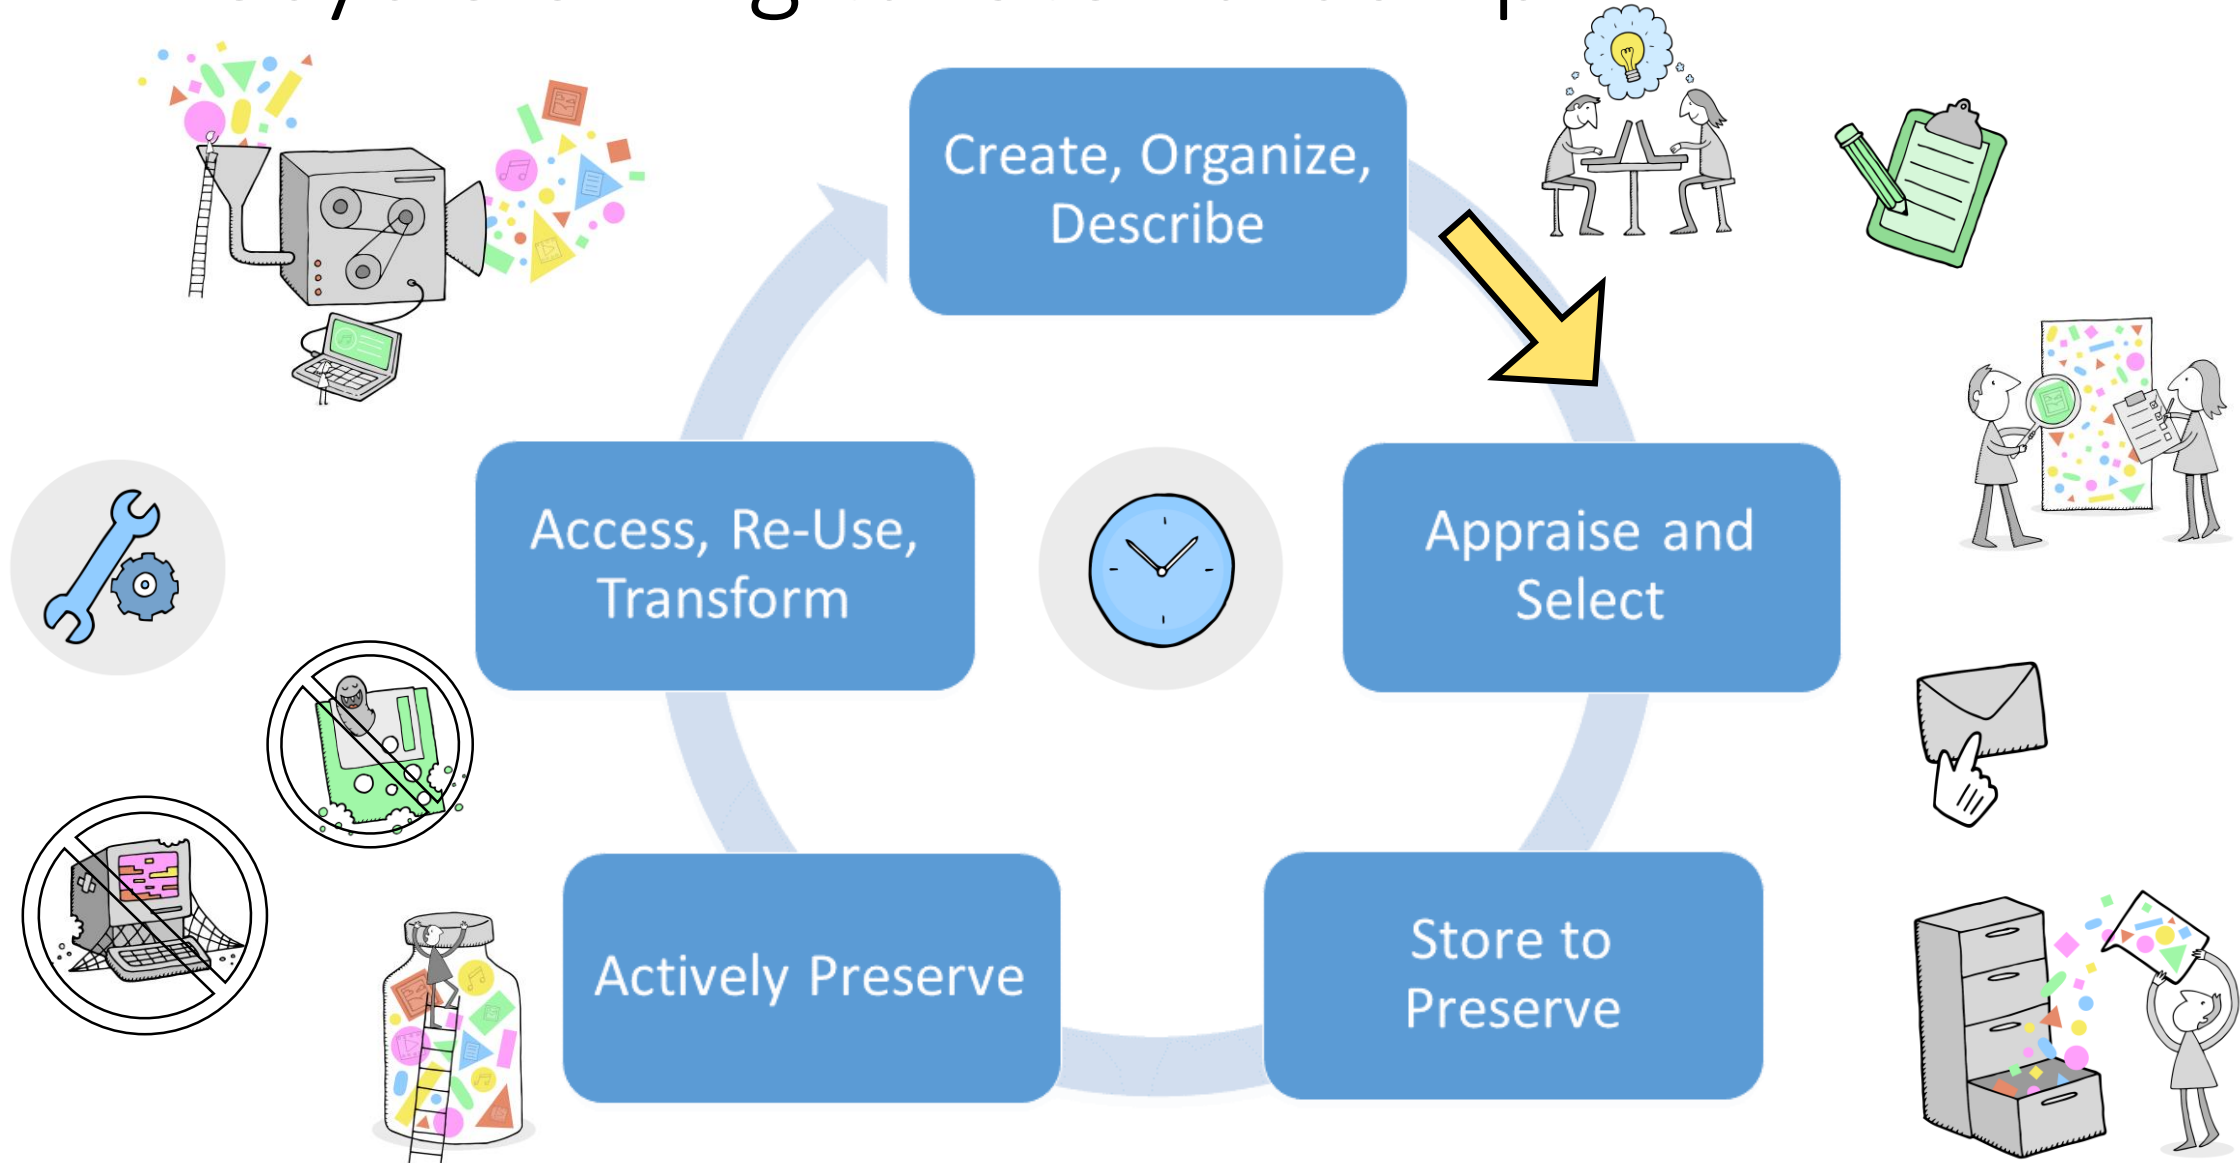 Create, Organize,
Describe
Access, Re-Use,
Transform
Appraise and
Select
Actively Preserve
Store to
Preserve